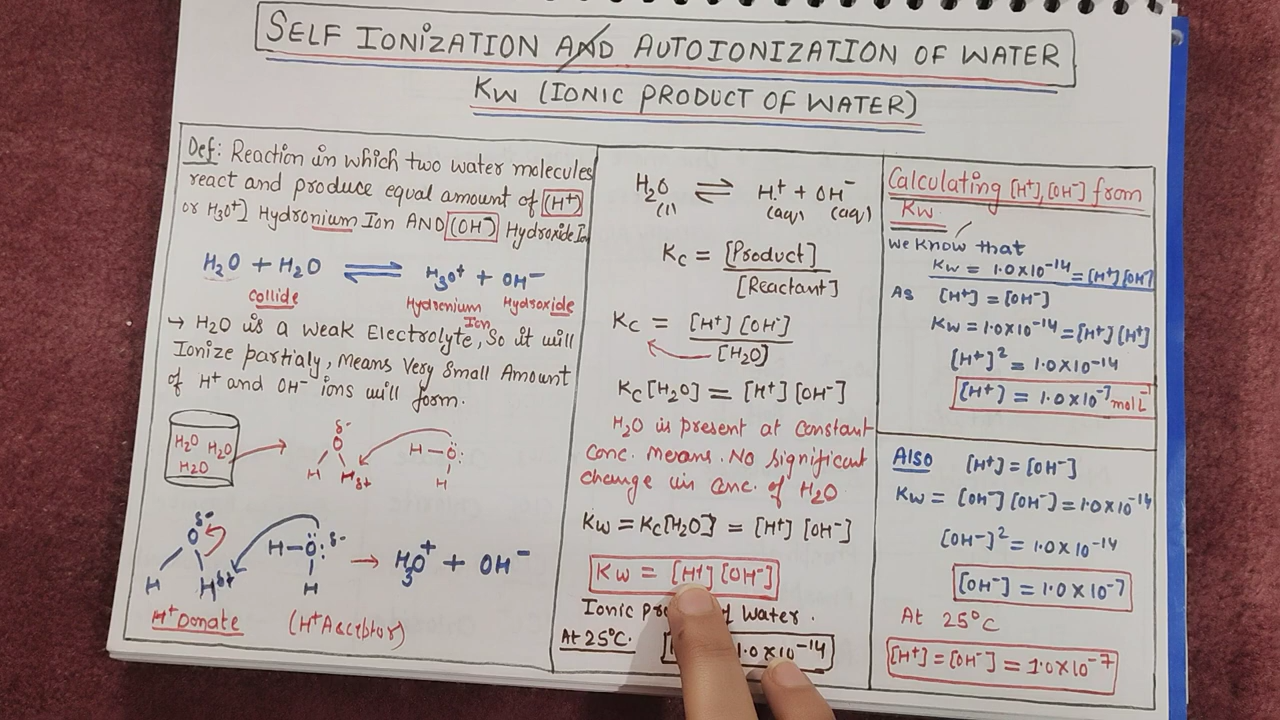 SELF IONIZATION AND AUTOIONIZATION OF WATER
Kw (IONIC PRODUCT OF WATER)
Def: Reaction in which two water molecules
react and produce equal amount of (H⁺)
or H₃O⁺] Hydronium Ion AND [OH⁻] Hydroxide Ion
H₂O + H₂O ⇌ H₃O⁺ + OH⁻
Collide Hydronium Ion Hydroxide
→ H₂O is a weak Electrolyte, So it will
Ionize partialy, Means Very Small Amount
of H⁺ and OH⁻ ions will form.
H₂O H₂O
H₂O
δ-
O H–O:
H Hδ+ H
δ-
O H–O: δ- → H₃O⁺ + OH⁻
H Hδ+ H
H⁺Donate (H⁺Acceptor)
H₂O ⇌ H⁺ + OH⁻
(l) (aq) (aq)
Kc = [Product]
[Reactant]
Kc = [H⁺] [OH⁻]
[H₂O]
Kc[H₂O] = [H⁺] [OH⁻]
H₂O is present at Constant
Conc. means. No significant
change in conc. of H₂O
Kw = Kc[H₂O] = [H⁺] [OH⁻]
Kw = [H⁺] [OH⁻]
Ionic of Water.
At 25°C. 1.0×10⁻¹⁴
Calculating [H⁺], [OH⁻] from
Kw
We know that
Kw = 1.0×10⁻¹⁴ = [H⁺] [OH⁻]
As [H⁺] = [OH⁻]
Kw = 1.0×10⁻¹⁴ = [H⁺] [H⁺]
[H⁺]² = 1.0×10⁻¹⁴
[H⁺] = 1.0×10⁻⁷ mol L⁻¹
Also [H⁺] = [OH⁻]
Kw = [OH⁻] [OH⁻] = 1.0×10⁻¹⁴
[OH⁻]² = 1.0×10⁻¹⁴
[OH⁻] = 1.0×10⁻⁷
At 25°C
[H⁺] = [OH⁻] = 1.0×10⁻⁷